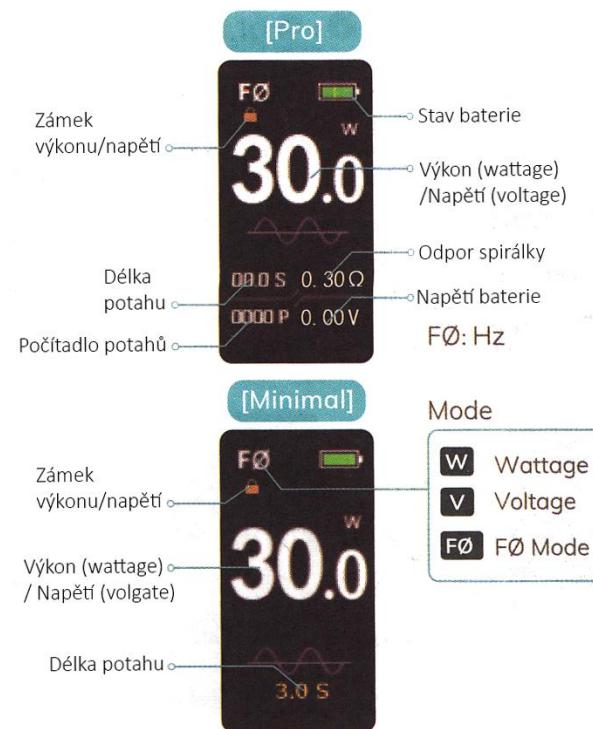 [Pro]
FØ
W
30.0
00.0 S 0.30Ω
0000 P 0.00V
Zámek
výkonu/napětí
Délka
potahu
Počítadlo potahů
Stav baterie
Výkon (wattage)
/Napětí (voltage)
Odpor spirálky
Napětí baterie
FØ: Hz
[Minimal]
FØ
W
30.0
3.0 S
Zámek
výkonu/napětí
Výkon (wattage)
/ Napětí (volgate)
Délka potahu
Mode
W Wattage
V Voltage
FØ FØ Mode